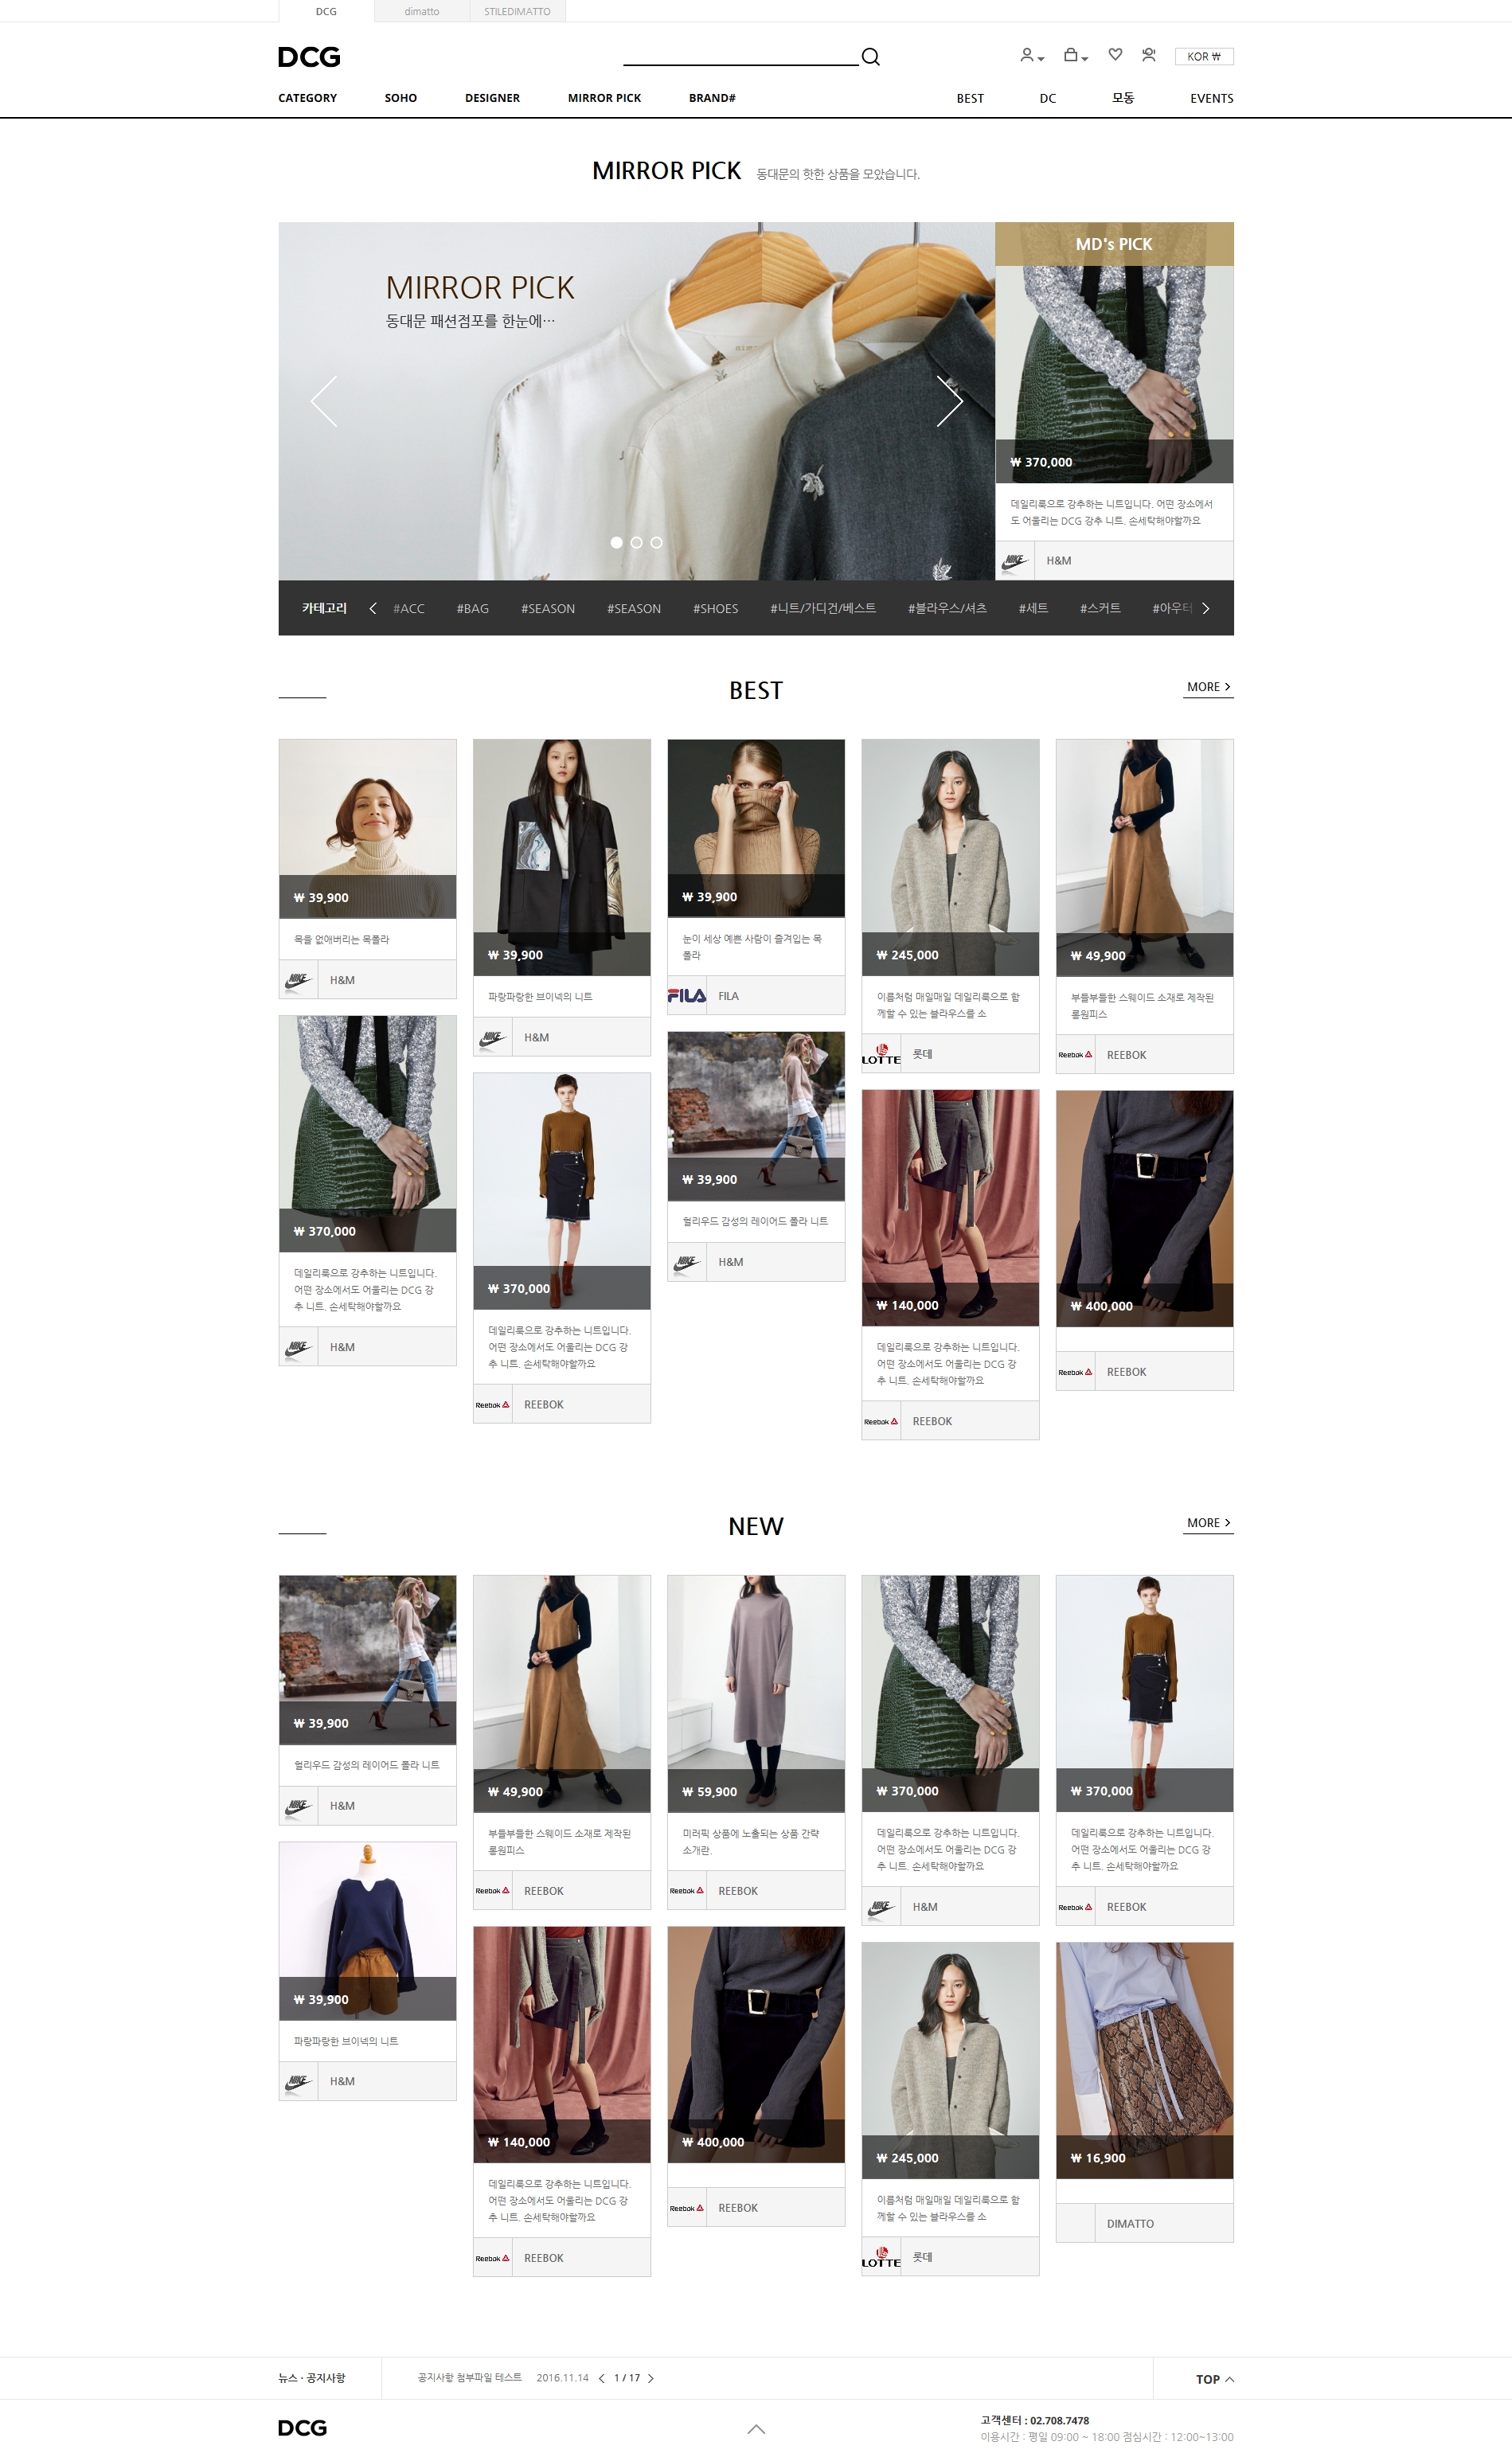 DCG dimatto STILEDIMATTO
DCG
KOR ₩
CATEGORY SOHO DESIGNER MIRROR PICK BRAND# BEST DC 모동 EVENTS
MIRROR PICK 동대문의 핫한 상품을 모았습니다.
MIRROR PICK
동대문 패션점포를 한눈에…
MD's PICK
₩ 370,000
데일리룩으로 강추하는 니트입니다. 어떤 장소에서
도 어울리는 DCG 강추 니트. 손세탁해야할까요
NIKE H&M
카테고리 #ACC #BAG #SEASON #SEASON #SHOES #니트/가디건/베스트 #블라우스/셔츠 #세트 #스커트 #아우터
BEST
MORE
₩ 39,900
목을 없애버리는 목폴라
NIKE H&M
₩ 39,900
파랑파랑한 브이넥의 니트
NIKE H&M
₩ 39,900
눈이 세상 예쁜 사람이 즐겨입는 목
폴라
FILA FILA
₩ 245,000
이름처럼 매일매일 데일리룩으로 함
께할 수 있는 블라우스를 소
LOTTE 롯데
₩ 49,900
부들부들한 스웨이드 소재로 제작된
롱원피스
Reebok REEBOK
₩ 370,000
데일리룩으로 강추하는 니트입니다.
어떤 장소에서도 어울리는 DCG 강
추 니트. 손세탁해야할까요
NIKE H&M
₩ 370,000
데일리룩으로 강추하는 니트입니다.
어떤 장소에서도 어울리는 DCG 강
추 니트. 손세탁해야할까요
Reebok REEBOK
₩ 39,900
헐리우드 감성의 레이어드 폴라 니트
NIKE H&M
₩ 140,000
데일리룩으로 강추하는 니트입니다.
어떤 장소에서도 어울리는 DCG 강
추 니트. 손세탁해야할까요
Reebok REEBOK
₩ 400,000
Reebok REEBOK
NEW
MORE
₩ 39,900
헐리우드 감성의 레이어드 폴라 니트
NIKE H&M
₩ 49,900
부들부들한 스웨이드 소재로 제작된
롱원피스
Reebok REEBOK
₩ 59,900
미러픽 상품에 노출되는 상품 간략
소개란.
Reebok REEBOK
₩ 370,000
데일리룩으로 강추하는 니트입니다.
어떤 장소에서도 어울리는 DCG 강
추 니트. 손세탁해야할까요
NIKE H&M
₩ 370,000
데일리룩으로 강추하는 니트입니다.
어떤 장소에서도 어울리는 DCG 강
추 니트. 손세탁해야할까요
Reebok REEBOK
₩ 39,900
파랑파랑한 브이넥의 니트
NIKE H&M
₩ 140,000
데일리룩으로 강추하는 니트입니다.
어떤 장소에서도 어울리는 DCG 강
추 니트. 손세탁해야할까요
Reebok REEBOK
₩ 400,000
Reebok REEBOK
₩ 245,000
이름처럼 매일매일 데일리룩으로 함
께할 수 있는 블라우스를 소
LOTTE 롯데
₩ 16,900
DIMATTO
뉴스 · 공지사항 공지사항 첨부파일 테스트 2016.11.14 1 / 17 TOP
DCG
고객센터 : 02.708.7478
이용시간 : 평일 09:00 ~ 18:00 점심시간 : 12:00~13:00